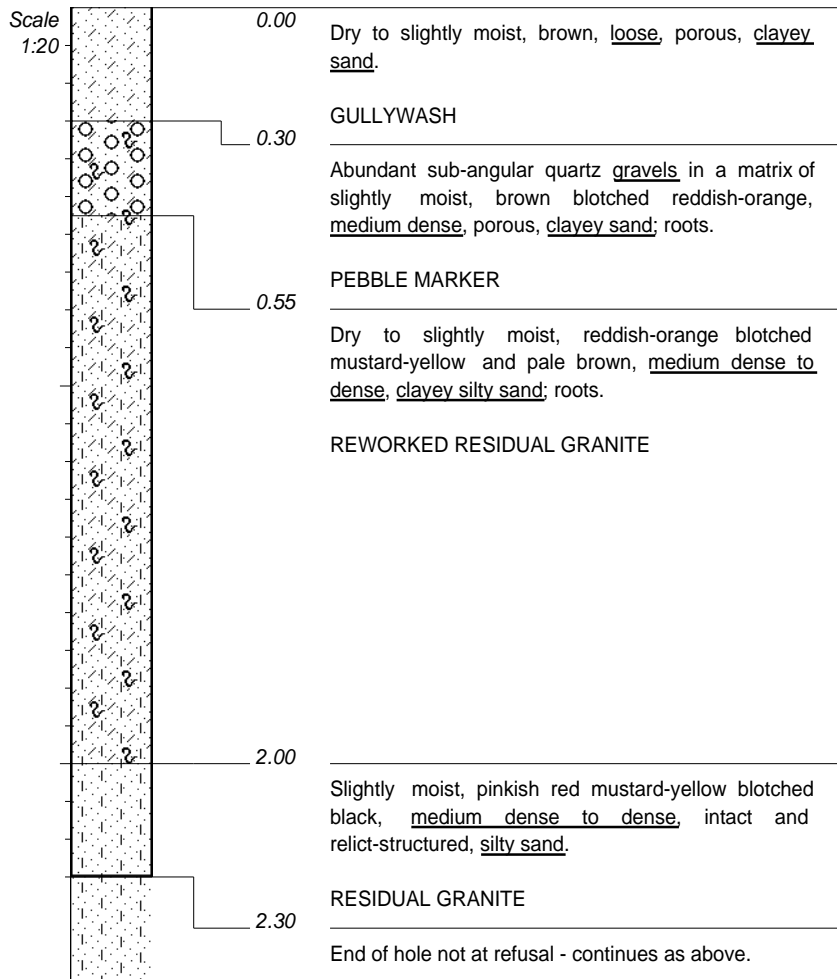 Scale
1:20
0.00
Dry to slightly moist, brown, loose, porous, clayey
sand.
GULLYWASH
0.30
Abundant sub-angular quartz gravels in a matrix of
slightly moist, brown blotched reddish-orange,
medium dense, porous, clayey sand; roots.
PEBBLE MARKER
0.55
Dry to slightly moist, reddish-orange blotched
mustard-yellow and pale brown, medium dense to
dense, clayey silty sand; roots.
REWORKED RESIDUAL GRANITE
2.00
Slightly moist, pinkish red mustard-yellow blotched
black, medium dense to dense, intact and
relict-structured, silty sand.
RESIDUAL GRANITE
2.30
End of hole not at refusal - continues as above.